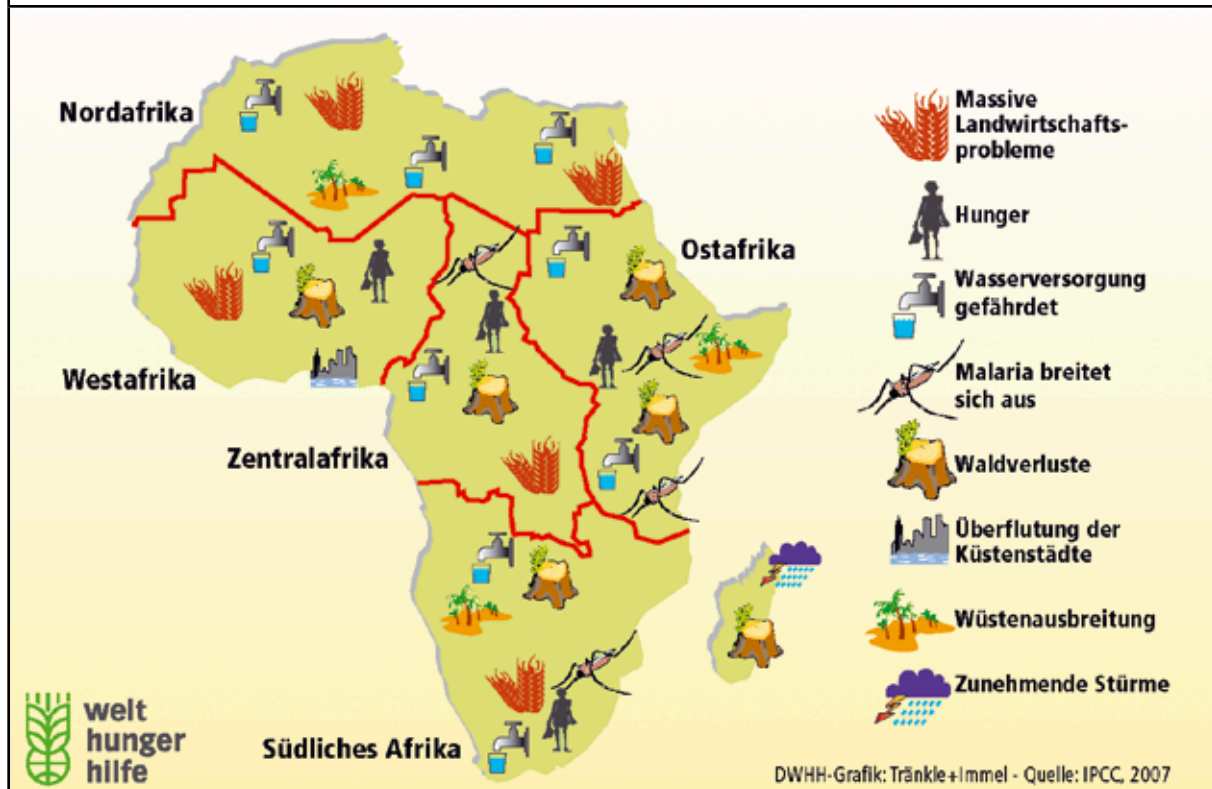 Nordafrika
Ostafrika
Westafrika
Zentralafrika
Südliches Afrika
Massive
Landwirtschafts-
probleme
Hunger
Wasserversorgung
gefährdet
Malaria breitet
sich aus
Waldverluste
Überflutung der
Küstenstädte
Wüstenausbreitung
Zunehmende Stürme
welt
hunger
hilfe
DWHH-Grafik: Tränkle+Immel - Quelle: IPCC, 2007